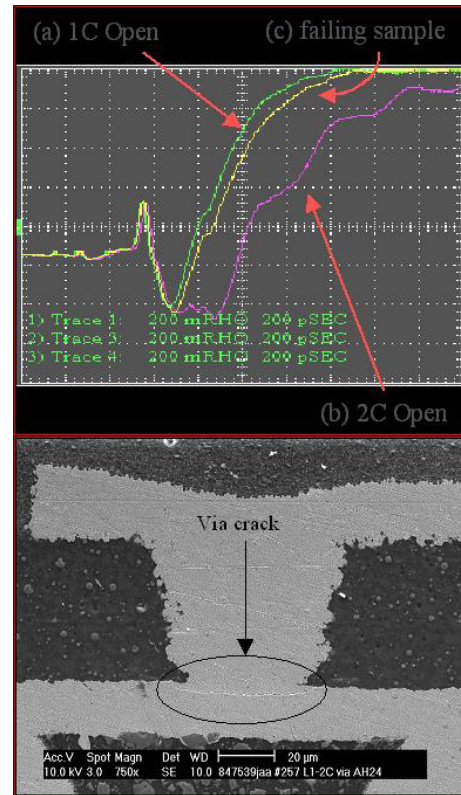 (a) 1C Open
(c) failing sample
1) Trace 1: 200 mRHO 200 pSEC
2) Trace 3: 200 mRHO 200 pSEC
3) Trace 4: 200 mRHO 200 pSEC
(b) 2C Open
Via crack
Acc.V Spot Magn Det WD 20 µm
10.0 kV 3.0 750x SE 10.0 847539jaa #257 L1-2C via AH24